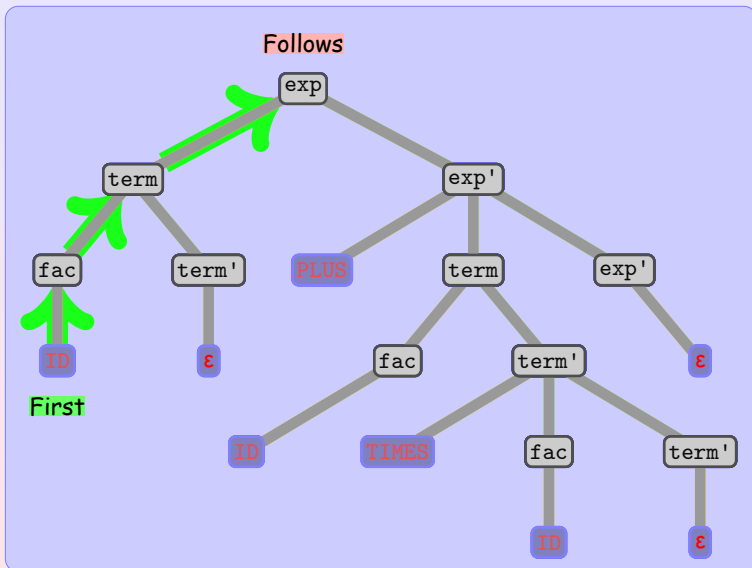 Follows
exp
term exp'
fac term' PLUS term exp'
ID ε fac term' ε
First
ID TIMES fac term'
ID ε